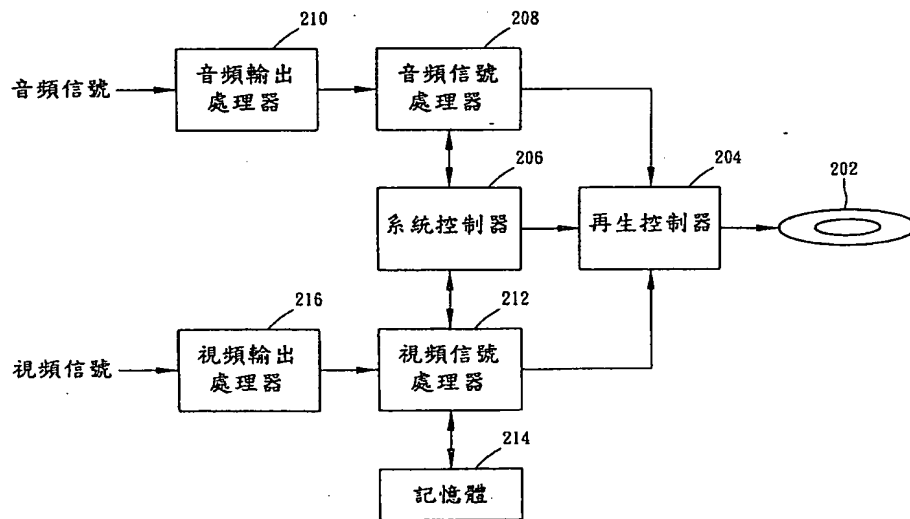 210
208
音頻信號
音頻輸出
處理器
音頻信號
處理器
206
204
202
系統控制器
再生控制器
216
212
視頻信號
視頻輸出
處理器
視頻信號
處理器
214
記憶體